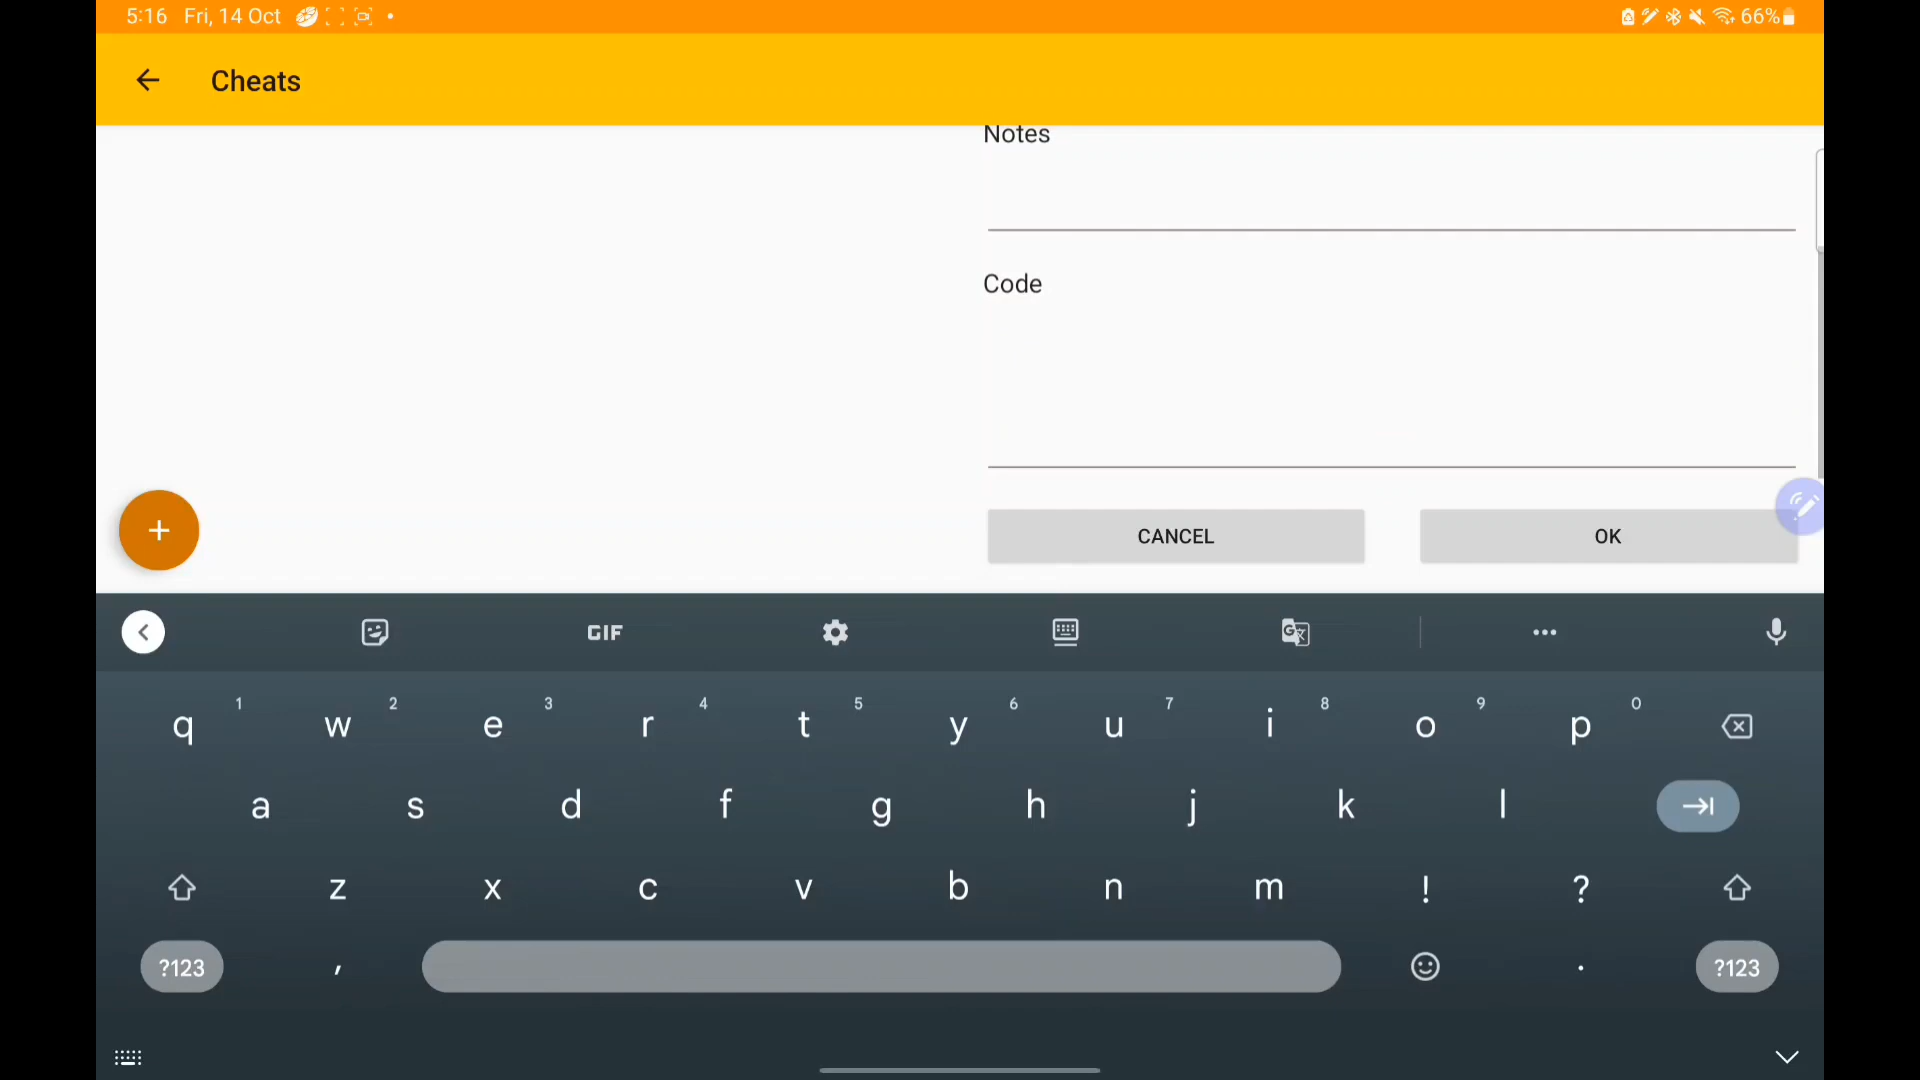 5:16 Fri, 14 Oct 66%
Cheats
Notes
Code
+
CANCEL OK
GIF
1 2 3 4 5 6 7 8 9 0
q w e r t y u i o p
a s d f g h j k l
z x c v b n m ! ?
?123 , . ?123